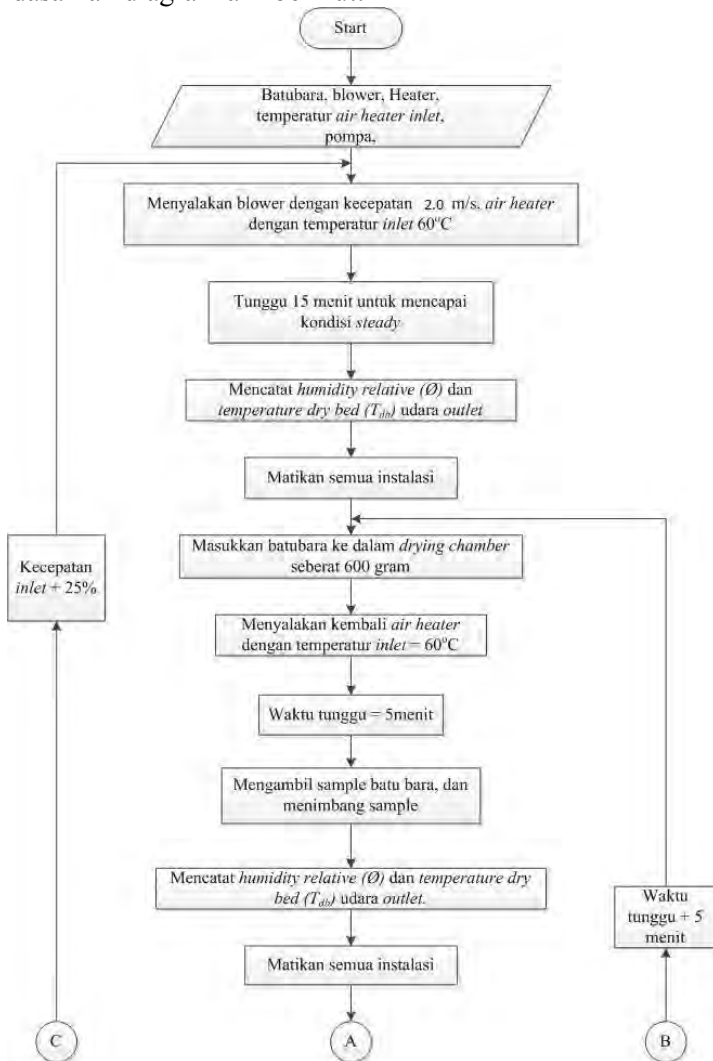 Start
Batubara, blower, Heater,
temperatur air heater inlet,
pompa,
Menyalakan blower dengan kecepatan 2.0 m/s. air heater
dengan temperatur inlet 60°C
Tunggu 15 menit untuk mencapai
kondisi steady
Mencatat humidity relative (Ø) dan
temperature dry bed (Tdb) udara outlet
Matikan semua instalasi
Masukkan batubara ke dalam drying chamber
seberat 600 gram
Kecepatan
inlet + 25%
Menyalakan kembali air heater
dengan temperatur inlet = 60°C
Waktu tunggu = 5menit
Mengambil sample batu bara, dan
menimbang sample
Mencatat humidity relative (Ø) dan temperature dry
bed (Tdb) udara outlet.
Waktu
tunggu + 5
menit
Matikan semua instalasi
C
A
B